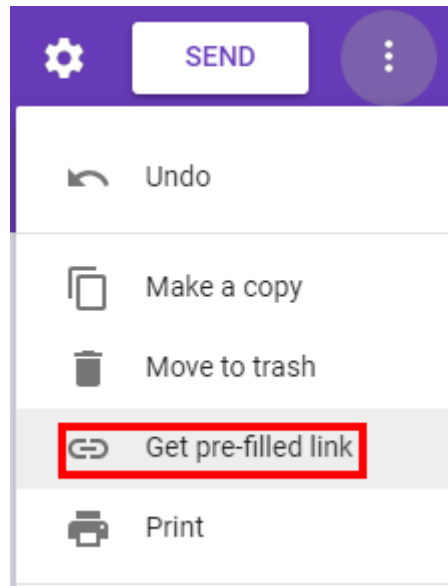 SEND
Undo
Make a copy
Move to trash
Get pre-filled link
Print